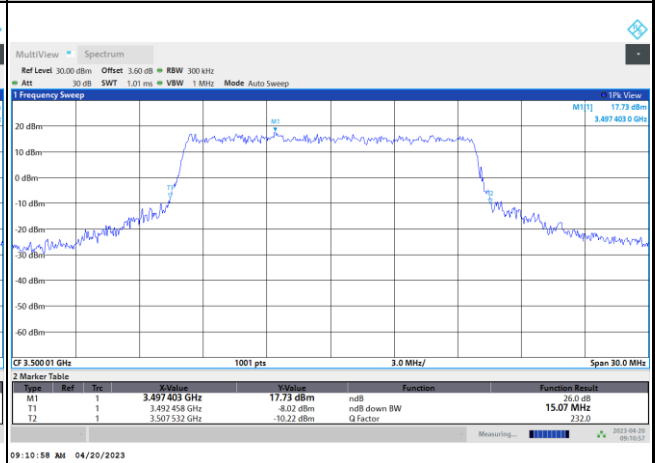 MultiView Spectrum
Ref Level 30.00 dBm Offset 3.60 dB RBW 300 kHz
Att 30 dB SWT 1.01 ms VBW 1 MHz Mode Auto Sweep
1 Frequency Sweep 1Pk View
M1[1] 17.73 dBm
3.497 403 0 GHz
M1
20 dBm
10 dBm
0 dBm
T1
T2
-10 dBm
-20 dBm
-30 dBm
-40 dBm
-50 dBm
-60 dBm
CF 3.500 01 GHz 1001 pts 3.0 MHz/ Span 30.0 MHz
2 Marker Table
Type Ref Trc X-Value Y-Value Function Function Result
M1 1 3.497 403 GHz 17.73 dBm ndB 26.0 dB
T1 1 3.492 458 GHz -8.02 dBm ndB down BW 15.07 MHz
T2 1 3.507 532 GHz -10.22 dBm Q Factor 232.0
Measuring... 2023-04-20
09:10:57
09:10:58 AM 04/20/2023